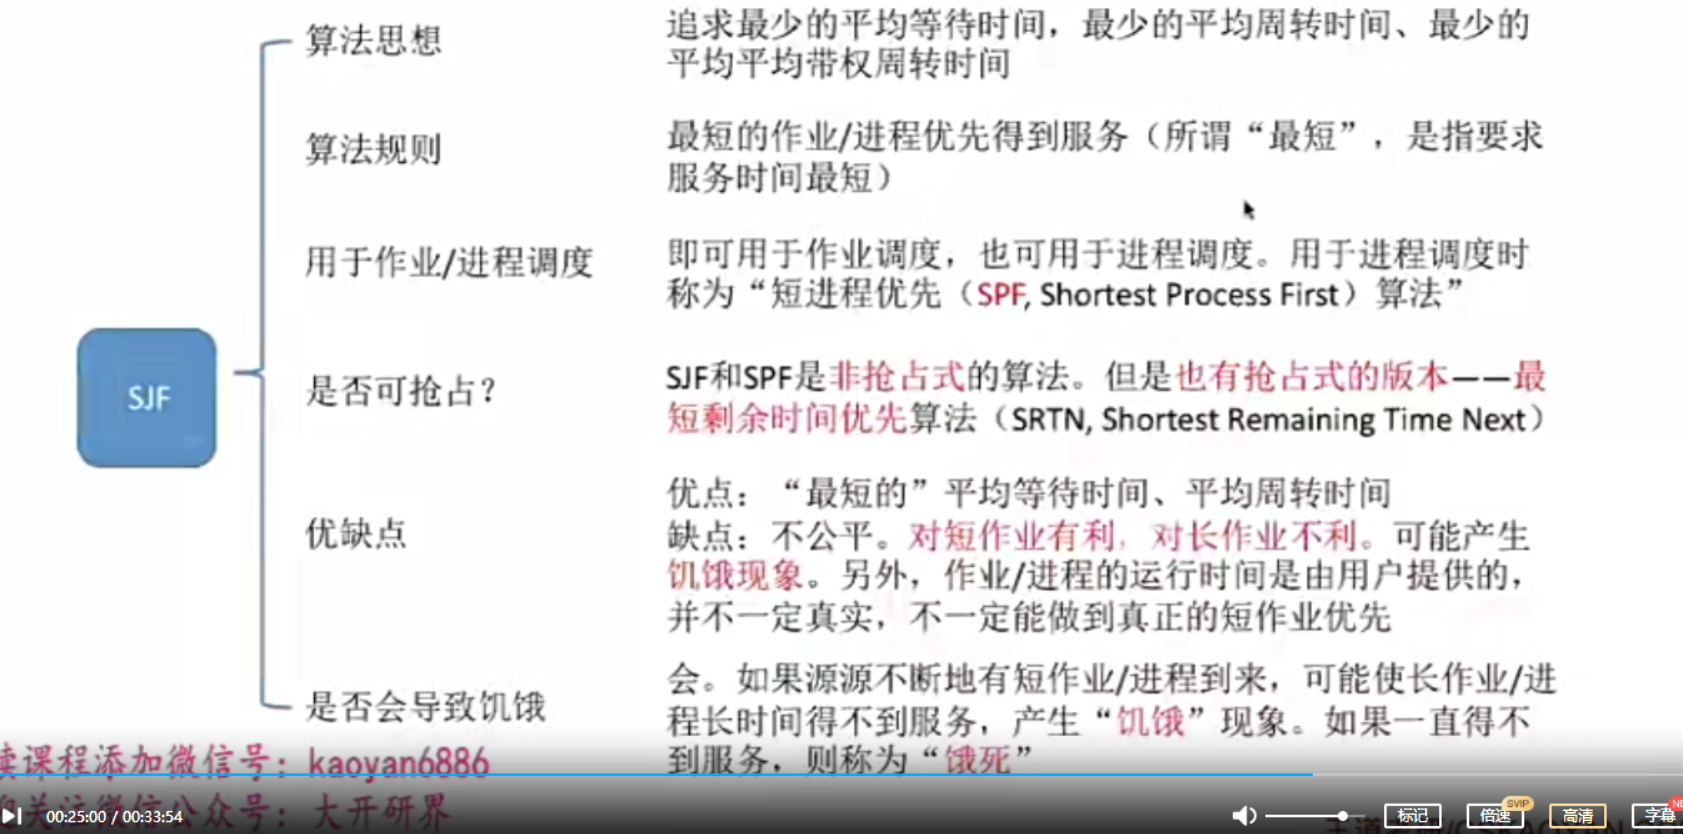 算法思想
追求最少的平均等待时间，最少的平均周转时间、最少的
平均平均带权周转时间
算法规则
最短的作业/进程优先得到服务（所谓“最短”，是指要求
服务时间最短）
用于作业/进程调度
即可用于作业调度，也可用于进程调度。用于进程调度时
称为“短进程优先（SPF, Shortest Process First）算法”
SJF
是否可抢占？
SJF和SPF是非抢占式的算法。但是也有抢占式的版本——最
短剩余时间优先算法（SRTN, Shortest Remaining Time Next）
优缺点
优点：“最短的”平均等待时间、平均周转时间
缺点：不公平。对短作业有利，对长作业不利。可能产生
饥饿现象。另外，作业/进程的运行时间是由用户提供的，
并不一定真实，不一定能做到真正的短作业优先
是否会导致饥饿
会。如果源源不断地有短作业/进程到来，可能使长作业/进
程长时间得不到服务，产生“饥饿”现象。如果一直得不
到服务，则称为“饿死”
课程添加微信号：kaoyan6886
关注微信公众号：大开研界
00:25:00 / 00:33:54
标记
倍速
SVIP
高清
字幕